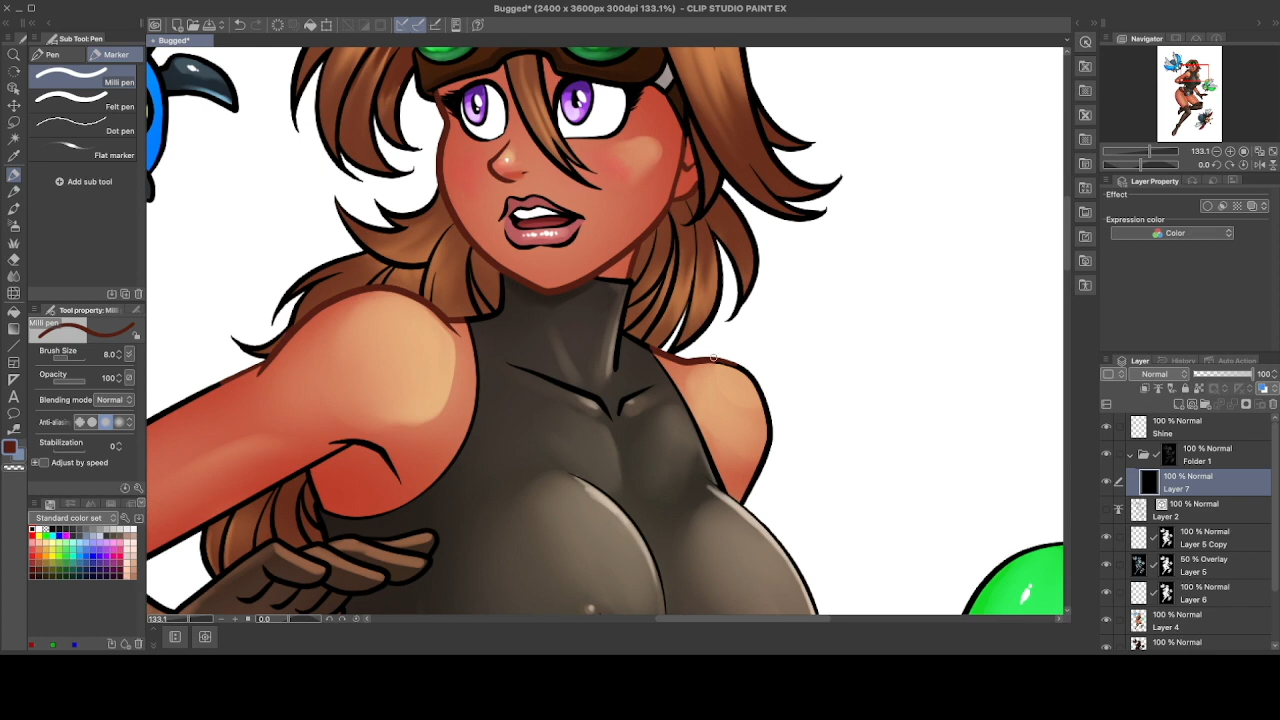 Bugged* (2400 x 3600px 300dpi 133.1%) - CLIP STUDIO PAINT EX
Sub Tool: Pen
Bugged*
Navigator
Pen
Marker
Milli pen
Felt pen
Dot pen
Flat marker
Add sub tool
133.1
0.0
Layer Property
Effect
Expression color
Color
Tool property: Milli
Milli pen
Brush Size
8.0
Opacity
100
Blending mode
Normal
Anti-aliasi
Stabilization
0
Adjust by speed
Standard color set
Layer
History
Auto Action
Normal
100
100 % Normal
Shine
100 % Normal
Folder 1
100 % Normal
Layer 7
100 % Normal
Layer 2
100 % Normal
Layer 5 Copy
50 % Overlay
Layer 5
100 % Normal
Layer 6
100 % Normal
Layer 4
100 % Normal
133.1
0.0